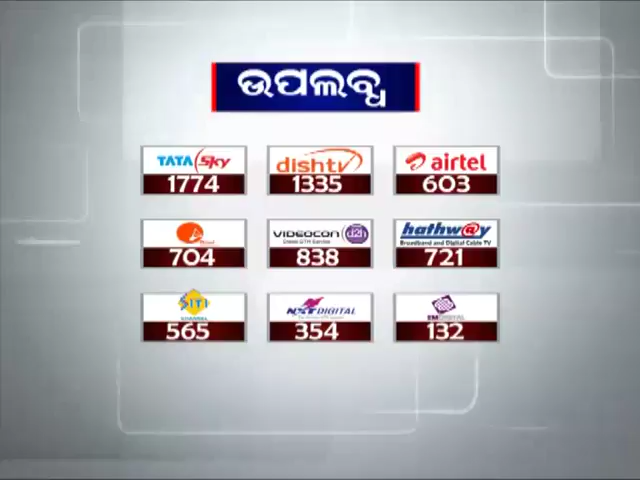 ଉପଲବ୍ଧ
TATA Sky
dishtv
airtel
1774
1335
603
VIDEOCON d2h
hathw@y
Broadband and Digital Cable TV
704
838
721
SITI
NXT DIGITAL
565
354
132